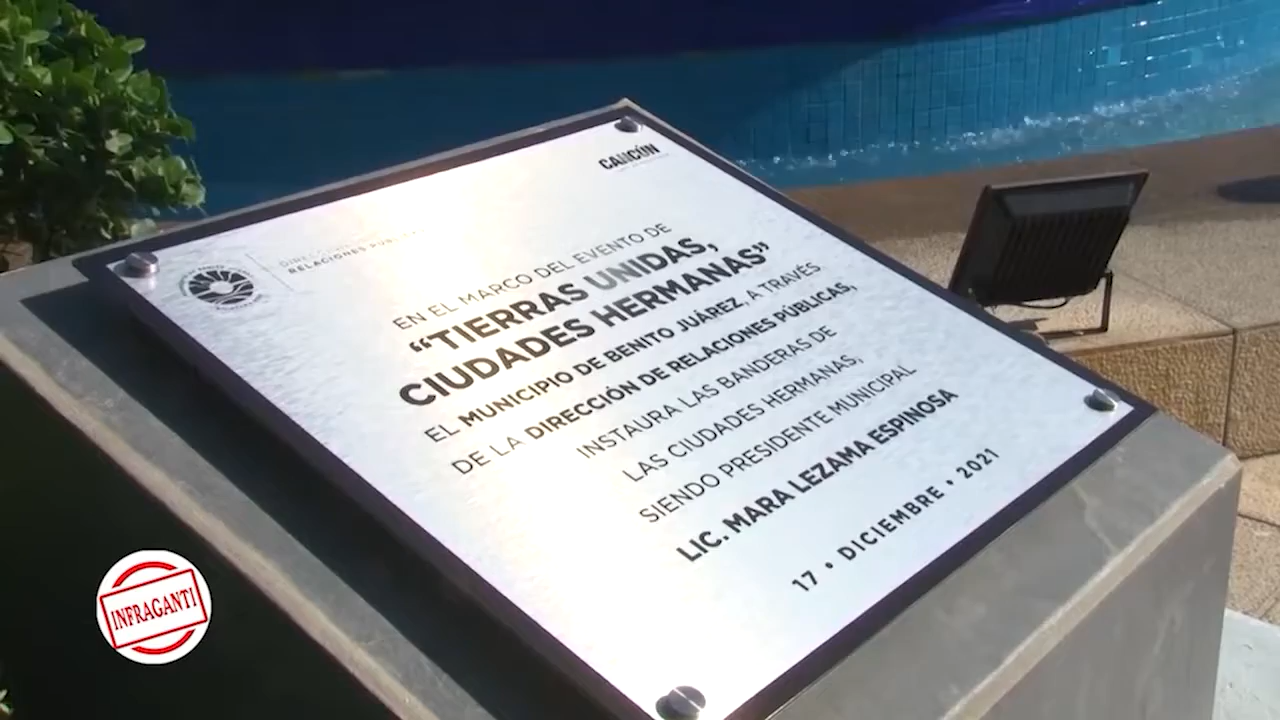 CANCÚN
RELACIONES PÚBLICAS
EN EL MARCO DEL EVENTO DE
“TIERRAS UNIDAS,
CIUDADES HERMANAS”
EL MUNICIPIO DE BENITO JUÁREZ, A TRAVÉS
DE LA DIRECCIÓN DE RELACIONES PÚBLICAS,
INSTAURA LAS BANDERAS DE
LAS CIUDADES HERMANAS,
SIENDO PRESIDENTE MUNICIPAL
LIC. MARA LEZAMA ESPINOSA
17 • DICIEMBRE • 2021
INFRAGANTI